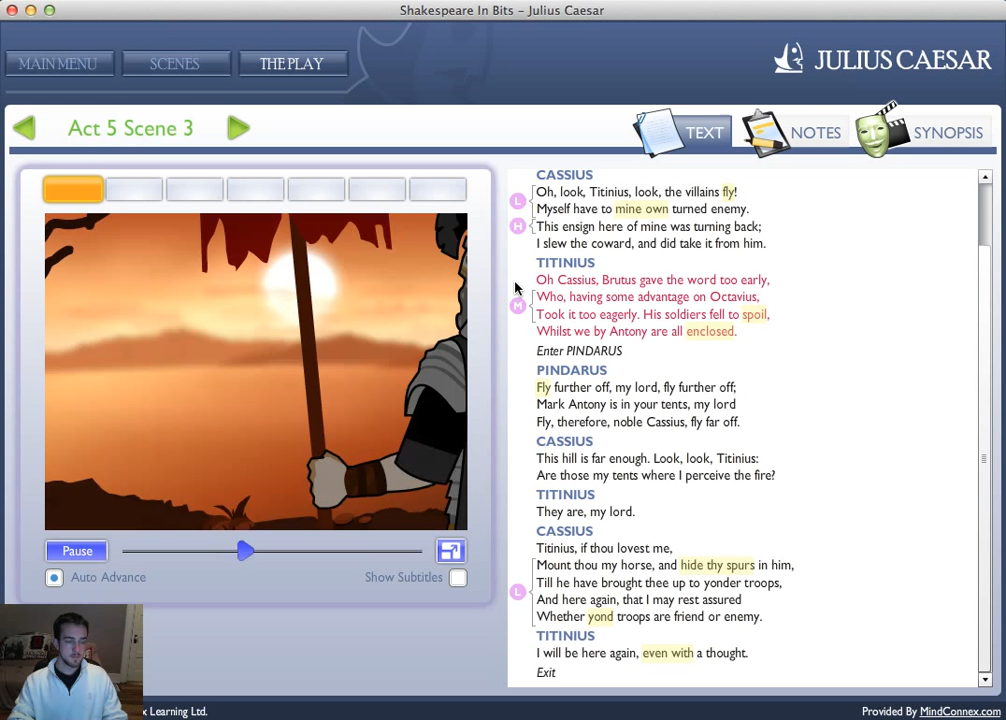 Shakespeare In Bits - Julius Caesar
MAIN MENU
SCENES
THE PLAY
JULIUS CAESAR
Act 5 Scene 3
TEXT
NOTES
SYNOPSIS
CASSIUS
L
Oh, look, Titinius, look, the villains fly!
Myself have to mine own turned enemy.
H
This ensign here of mine was turning back;
I slew the coward, and did take it from him.
TITINIUS
Oh Cassius, Brutus gave the word too early,
M
Who, having some advantage on Octavius,
Took it too eagerly. His soldiers fell to spoil,
Whilst we by Antony are all enclosed.
Enter PINDARUS
PINDARUS
Fly further off, my lord, fly further off;
Mark Antony is in your tents, my lord
Fly, therefore, noble Cassius, fly far off.
CASSIUS
This hill is far enough. Look, look, Titinius:
Are those my tents where I perceive the fire?
TITINIUS
They are, my lord.
CASSIUS
Titinius, if thou lovest me,
L
Mount thou my horse, and hide thy spurs in him,
Till he have brought thee up to yonder troops,
And here again, that I may rest assured
Whether yond troops are friend or enemy.
TITINIUS
I will be here again, even with a thought.
Exit
Pause
Auto Advance
Show Subtitles
x Learning Ltd.
Provided By MindConnex.com